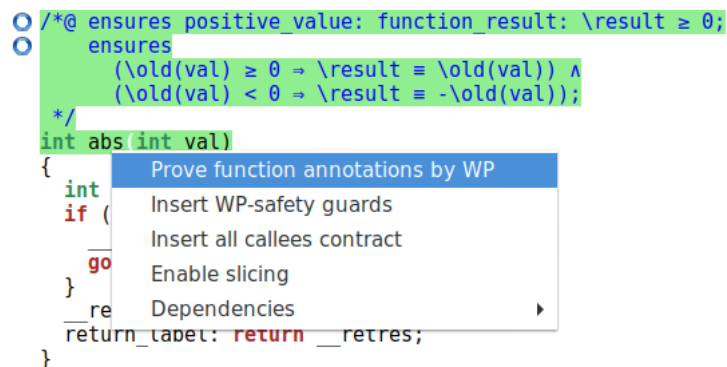 /*@ ensures positive_value: function_result: \result ≥ 0;
ensures
(\old(val) ≥ 0 ⇒ \result ≡ \old(val)) ∧
(\old(val) < 0 ⇒ \result ≡ -\old(val));
*/
int abs(int val)
{
Prove function annotations by WP
int
Insert WP-safety guards
if (
Insert all callees contract
__
go
Enable slicing
}
Dependencies
__re
return_label: return __retres;
}